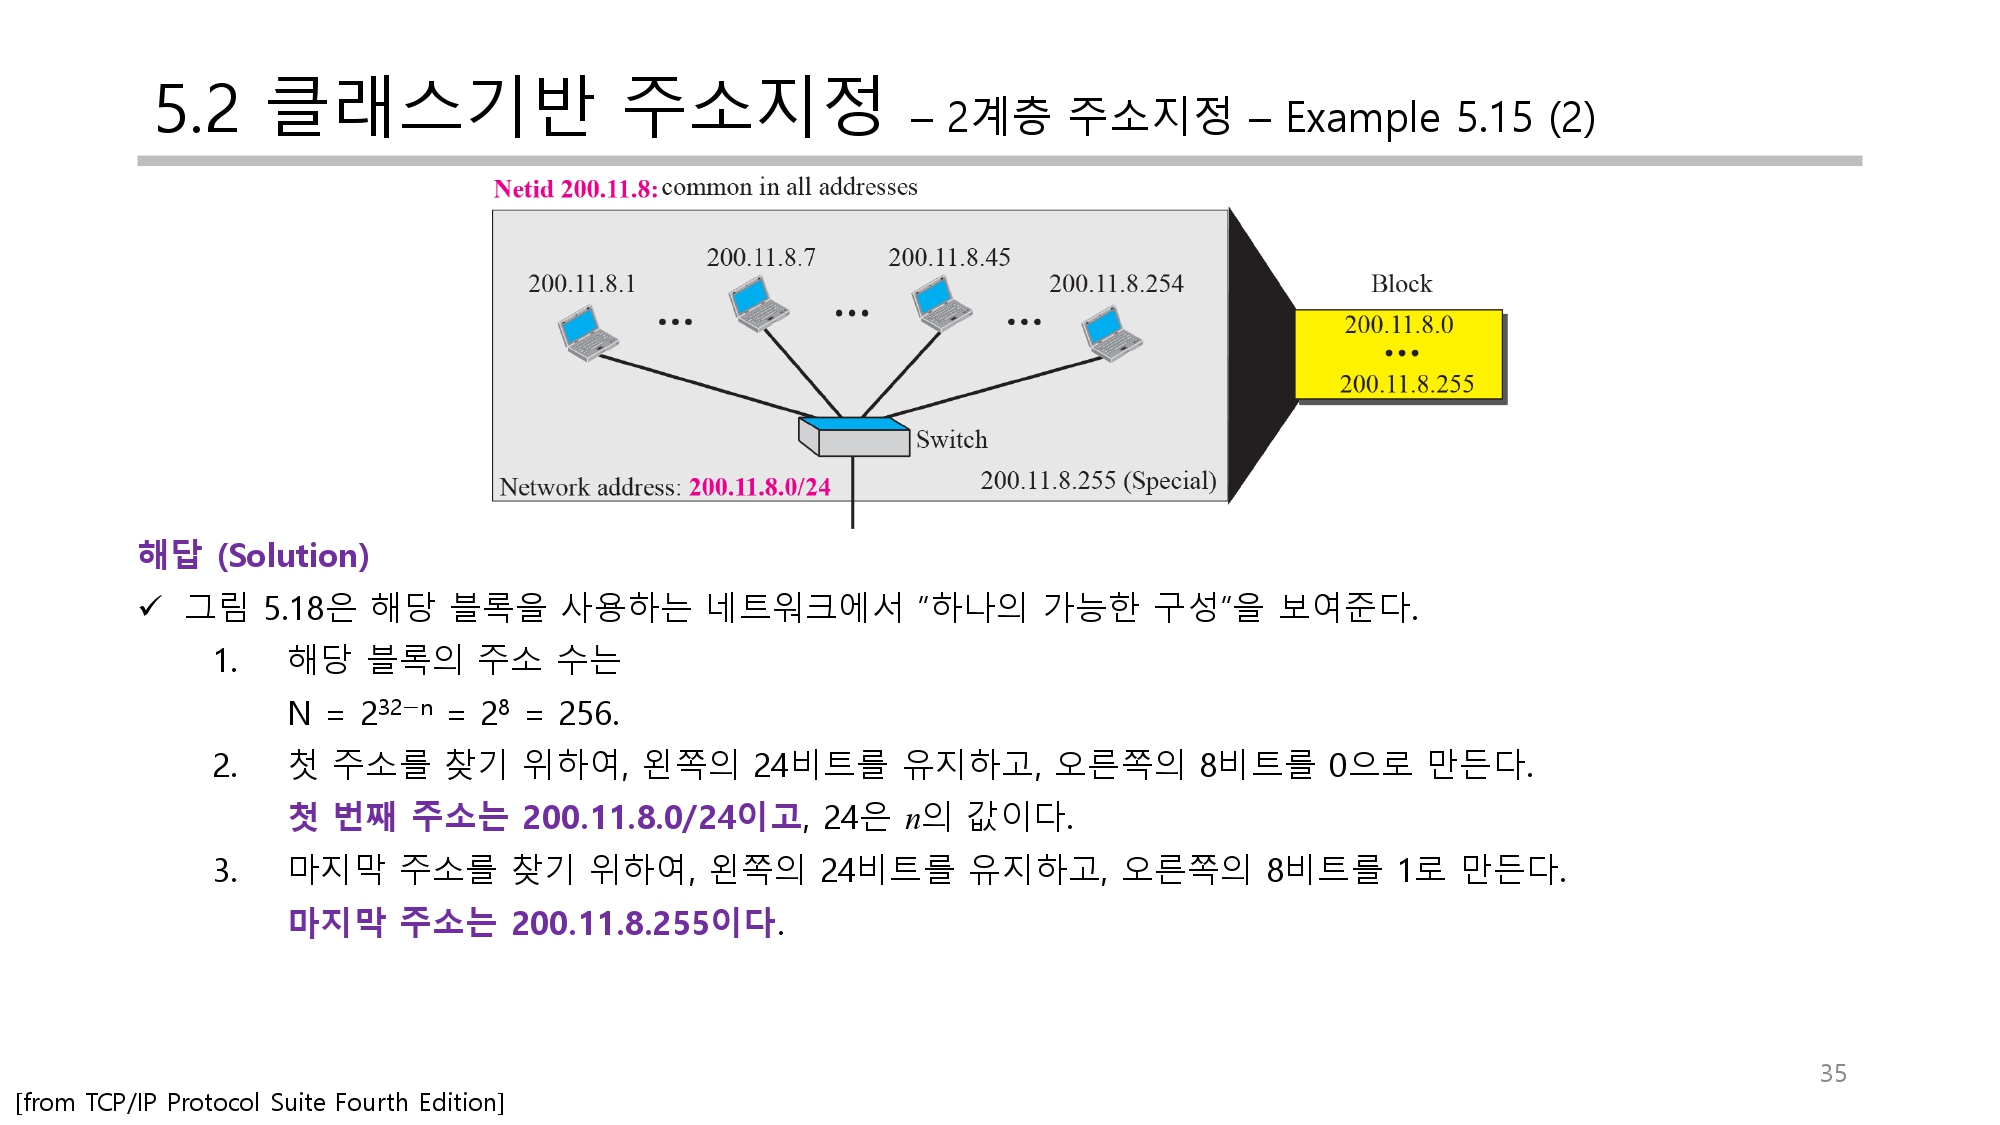 5.2 클래스기반 주소지정 – 2계층 주소지정 – Example 5.15 (2)
Netid 200.11.8: common in all addresses
200.11.8.1
200.11.8.7
200.11.8.45
200.11.8.254
Switch
Network address: 200.11.8.0/24
200.11.8.255 (Special)
Block
200.11.8.0
•••
200.11.8.255
해답 (Solution)
✓ 그림 5.18은 해당 블록을 사용하는 네트워크에서 “하나의 가능한 구성“을 보여준다.
1. 해당 블록의 주소 수는
N = 2³²⁻ⁿ = 2⁸ = 256.
2. 첫 주소를 찾기 위하여, 왼쪽의 24비트를 유지하고, 오른쪽의 8비트를 0으로 만든다.
첫 번째 주소는 200.11.8.0/24이고, 24은 n의 값이다.
3. 마지막 주소를 찾기 위하여, 왼쪽의 24비트를 유지하고, 오른쪽의 8비트를 1로 만든다.
마지막 주소는 200.11.8.255이다.
35
[from TCP/IP Protocol Suite Fourth Edition]